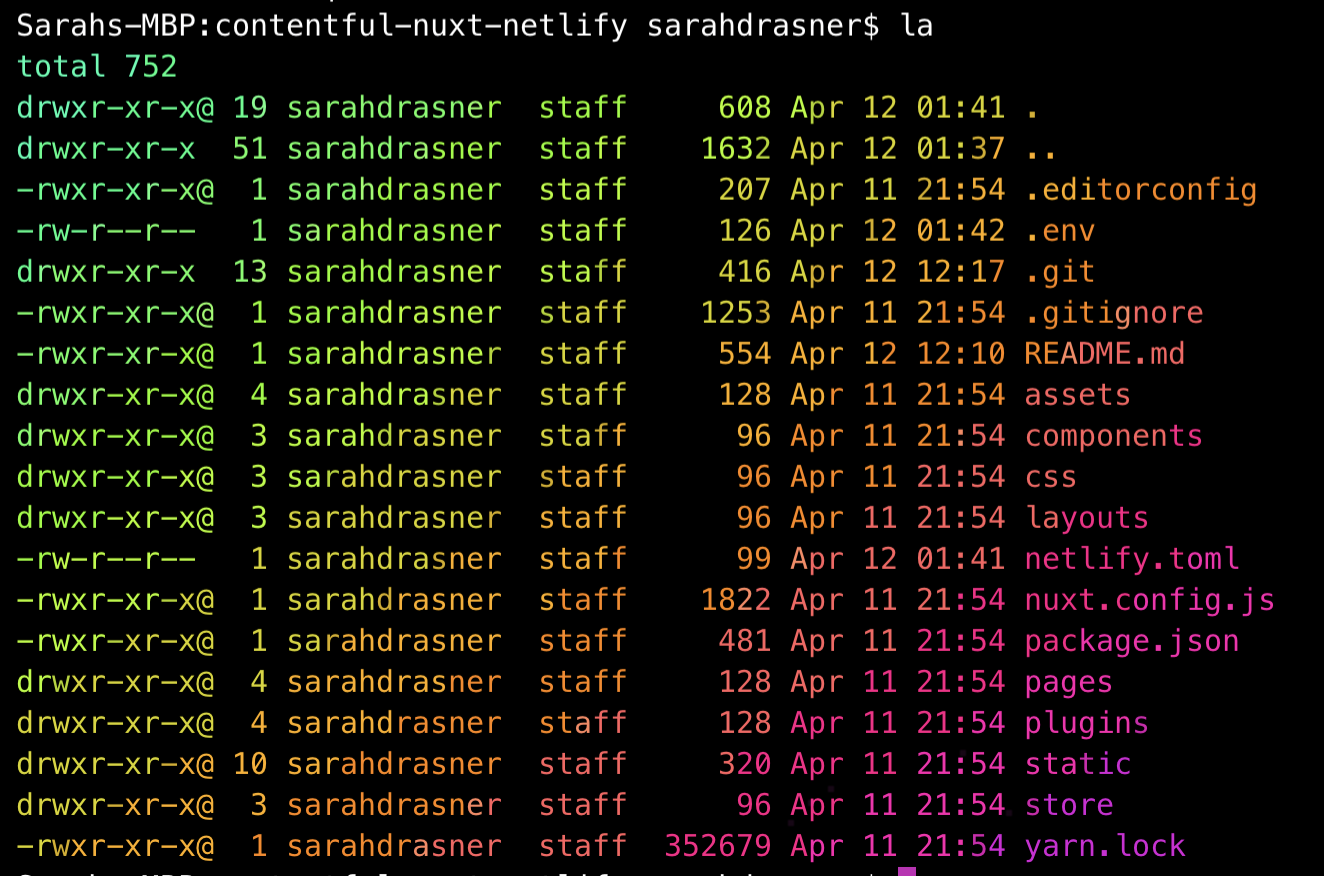 Sarahs-MBP:contentful-nuxt-netlify sarahdrasner$ la
total 752
drwxr-xr-x@ 19 sarahdrasner  staff     608 Apr 12 01:41 .
drwxr-xr-x  51 sarahdrasner  staff    1632 Apr 12 01:37 ..
-rwxr-xr-x@  1 sarahdrasner  staff     207 Apr 11 21:54 .editorconfig
-rw-r--r--   1 sarahdrasner  staff     126 Apr 12 01:42 .env
drwxr-xr-x  13 sarahdrasner  staff     416 Apr 12 12:17 .git
-rwxr-xr-x@  1 sarahdrasner  staff    1253 Apr 11 21:54 .gitignore
-rwxr-xr-x@  1 sarahdrasner  staff     554 Apr 12 12:10 README.md
drwxr-xr-x@  4 sarahdrasner  staff     128 Apr 11 21:54 assets
drwxr-xr-x@  3 sarahdrasner  staff      96 Apr 11 21:54 components
drwxr-xr-x@  3 sarahdrasner  staff      96 Apr 11 21:54 css
drwxr-xr-x@  3 sarahdrasner  staff      96 Apr 11 21:54 layouts
-rw-r--r--   1 sarahdrasner  staff      99 Apr 12 01:41 netlify.toml
-rwxr-xr-x@  1 sarahdrasner  staff    1822 Apr 11 21:54 nuxt.config.js
-rwxr-xr-x@  1 sarahdrasner  staff     481 Apr 11 21:54 package.json
drwxr-xr-x@  4 sarahdrasner  staff     128 Apr 11 21:54 pages
drwxr-xr-x@  4 sarahdrasner  staff     128 Apr 11 21:54 plugins
drwxr-xr-x@ 10 sarahdrasner  staff     320 Apr 11 21:54 static
drwxr-xr-x@  3 sarahdrasner  staff      96 Apr 11 21:54 store
-rwxr-xr-x@  1 sarahdrasner  staff  352679 Apr 11 21:54 yarn.lock